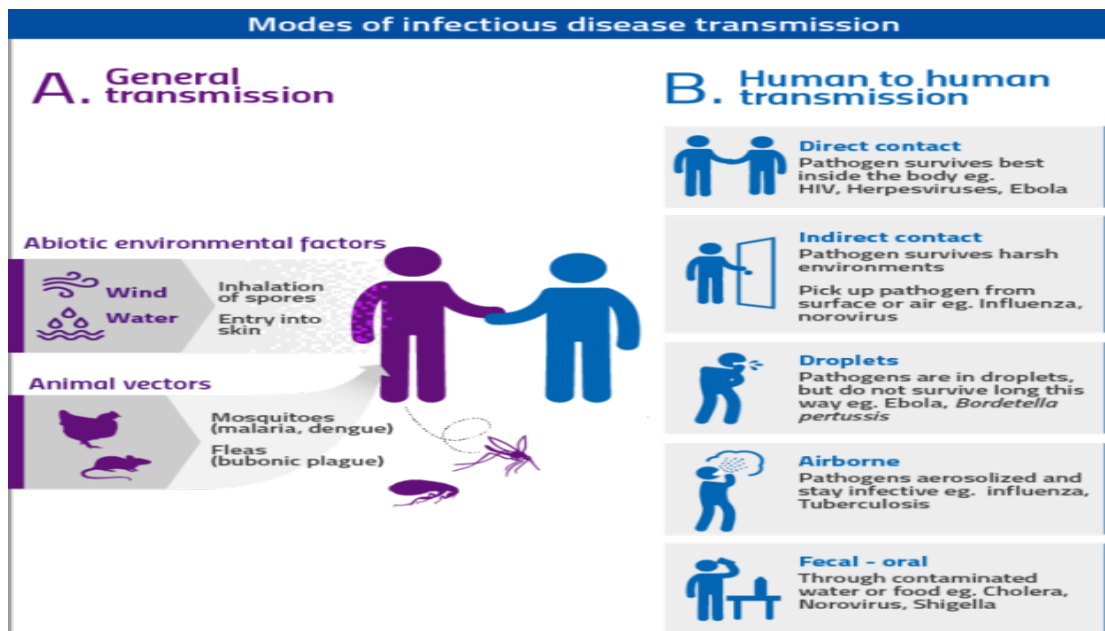 Modes of infectious disease transmission
A. General
transmission
Abiotic environmental factors
Wind
Water
Inhalation
of spores
Entry into
skin
Animal vectors
Mosquitoes
(malaria, dengue)
Fleas
(bubonic plague)
B. Human to human
transmission
Direct contact
Pathogen survives best
inside the body eg.
HIV, Herpesviruses, Ebola
Indirect contact
Pathogen survives harsh
environments
Pick up pathogen from
surface or air eg. Influenza,
norovirus
Droplets
Pathogens are in droplets,
but do not survive long this
way eg. Ebola, Bordetella
pertussis
Airborne
Pathogens aerosolized and
stay infective eg. influenza,
Tuberculosis
Fecal - oral
Through contaminated
water or food eg. Cholera,
Norovirus, Shigella